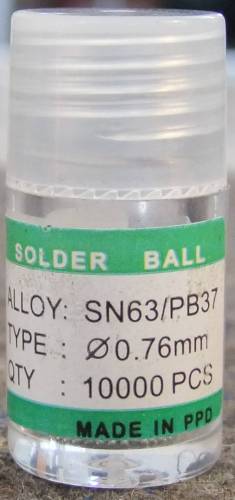 SOLDER BALL
ALLOY: SN63/PB37
TYPE : Ø0.76mm
QTY : 10000 PCS
MADE IN PPD